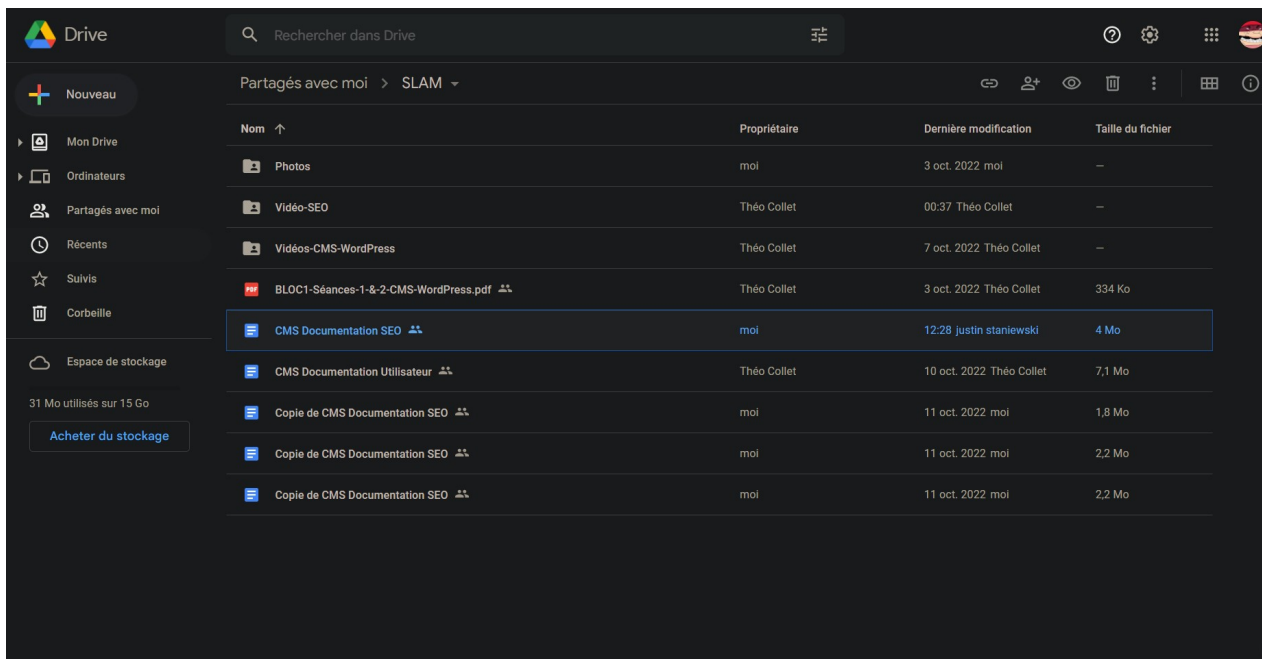 Drive
Rechercher dans Drive
Nouveau
Mon Drive
Ordinateurs
Partagés avec moi
Récents
Suivis
Corbeille
Espace de stockage
31 Mo utilisés sur 15 Go
Acheter du stockage
Partagés avec moi > SLAM
Nom Propriétaire Dernière modification Taille du fichier
Photos moi 3 oct. 2022 moi —
Vidéo-SEO Théo Collet 00:37 Théo Collet —
Vidéos-CMS-WordPress Théo Collet 7 oct. 2022 Théo Collet —
PDF BLOC1-Séances-1-&-2-CMS-WordPress.pdf Théo Collet 3 oct. 2022 Théo Collet 334 Ko
CMS Documentation SEO moi 12:28 justin staniewski 4 Mo
CMS Documentation Utilisateur Théo Collet 10 oct. 2022 Théo Collet 7,1 Mo
Copie de CMS Documentation SEO moi 11 oct. 2022 moi 1,8 Mo
Copie de CMS Documentation SEO moi 11 oct. 2022 moi 2,2 Mo
Copie de CMS Documentation SEO moi 11 oct. 2022 moi 2,2 Mo